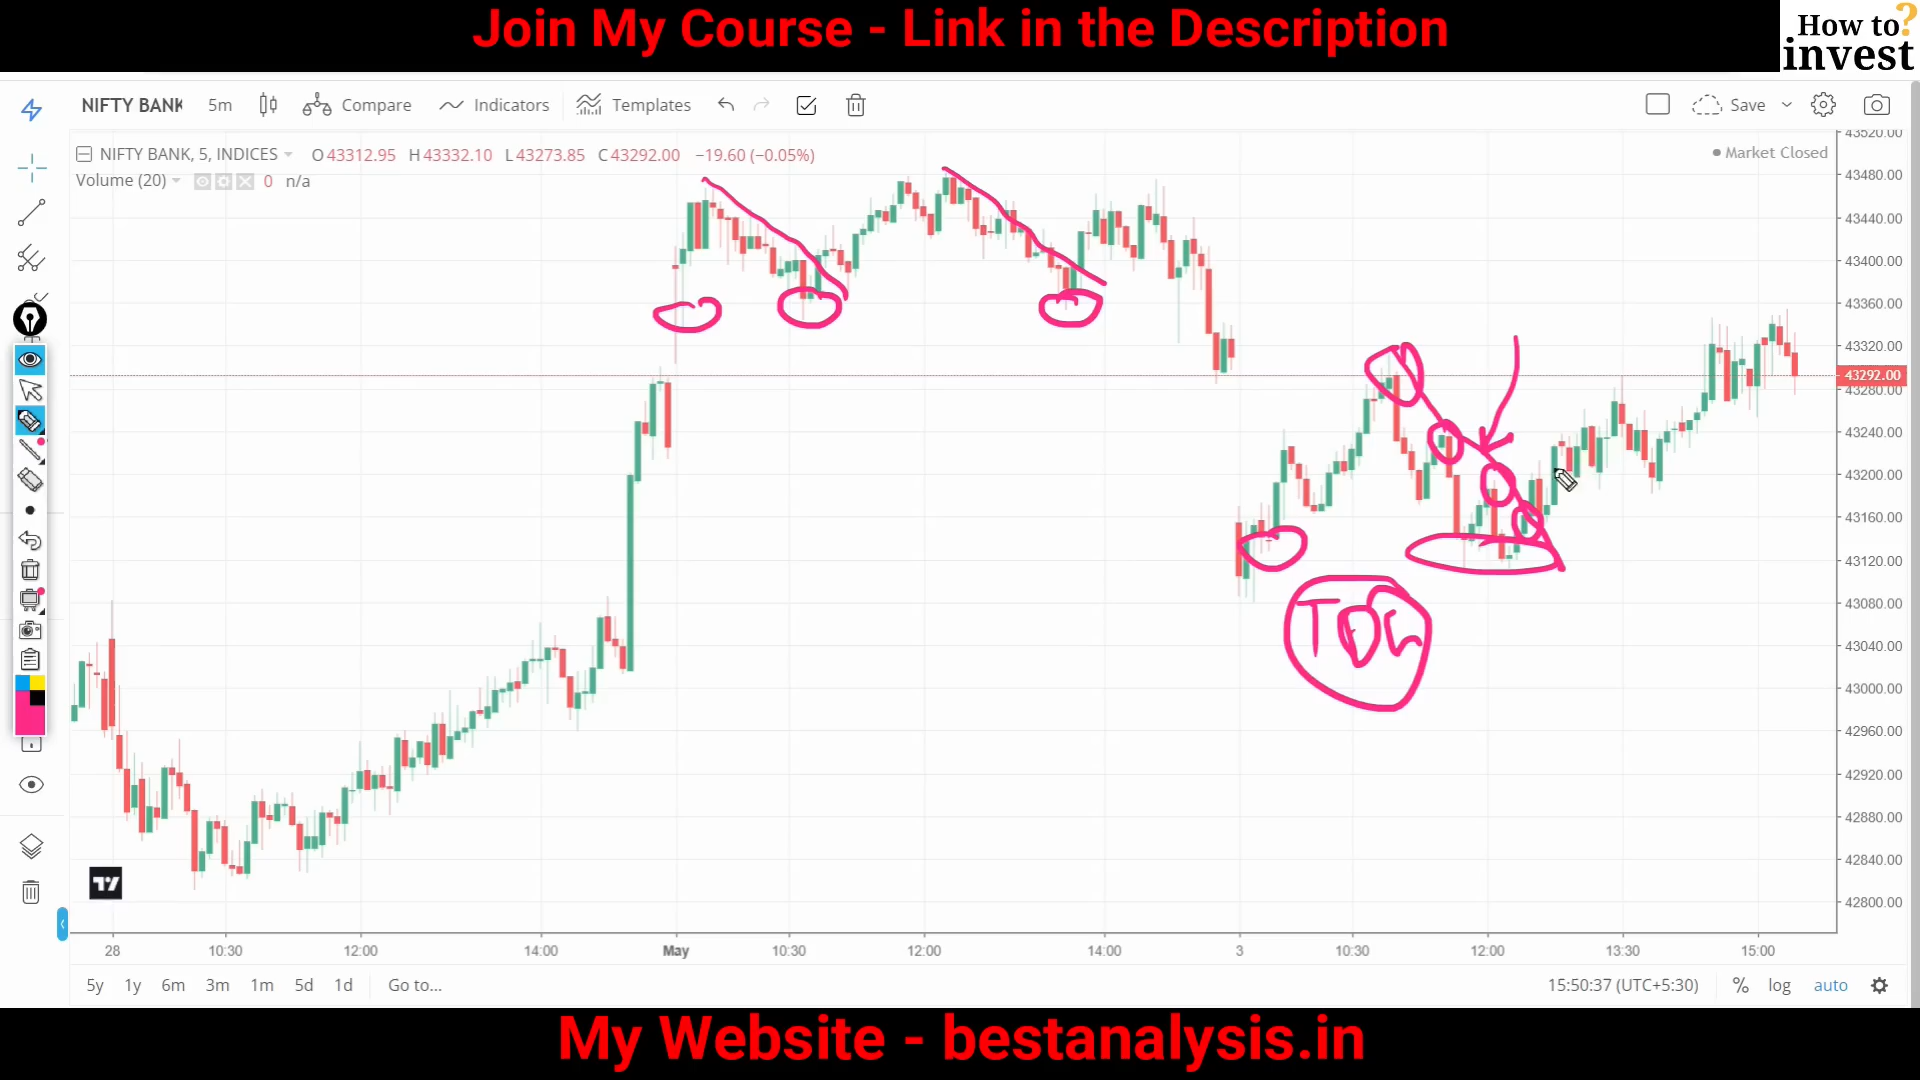 Join My Course - Link in the Description
How to?
invest
NIFTY BANK 5m Compare Indicators Templates Save
NIFTY BANK, 5, INDICES O43312.95 H43332.10 L43273.85 C43292.00 −19.60 (−0.05%)
Market Closed
Volume (20) 0 n/a
43520.00
43480.00
43440.00
43400.00
43360.00
43320.00
43292.00
43280.00
43240.00
43200.00
43160.00
43120.00
43080.00
43040.00
43000.00
42960.00
42920.00
42880.00
42840.00
42800.00
28 10:30 12:00 14:00 May 10:30 12:00 14:00 3 10:30 12:00 13:30 15:00
5y 1y 6m 3m 1m 5d 1d Go to... 15:50:37 (UTC+5:30) % log auto
My Website - bestanalysis.in